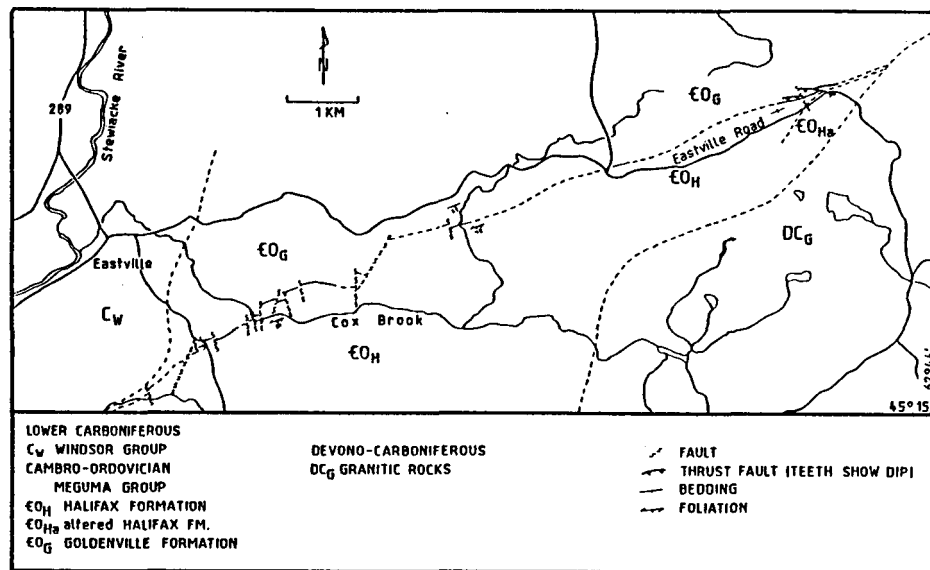 N
1 KM
289
Stewiacke River
ЄO_G
Eastville Road
ЄO_Ha
ЄO_H
DC_G
ЄO_G
Eastville
C_W
Cox Brook
ЄO_H
45°15
LOWER CARBONIFEROUS
C_W WINDSOR GROUP
CAMBRO-ORDOVICIAN
MEGUMA GROUP
ЄO_H HALIFAX FORMATION
ЄO_Ha altered HALIFAX FM.
ЄO_G GOLDENVILLE FORMATION
DEVONO-CARBONIFEROUS
DC_G GRANITIC ROCKS
FAULT
THRUST FAULT (TEETH SHOW DIP)
BEDDING
FOLIATION